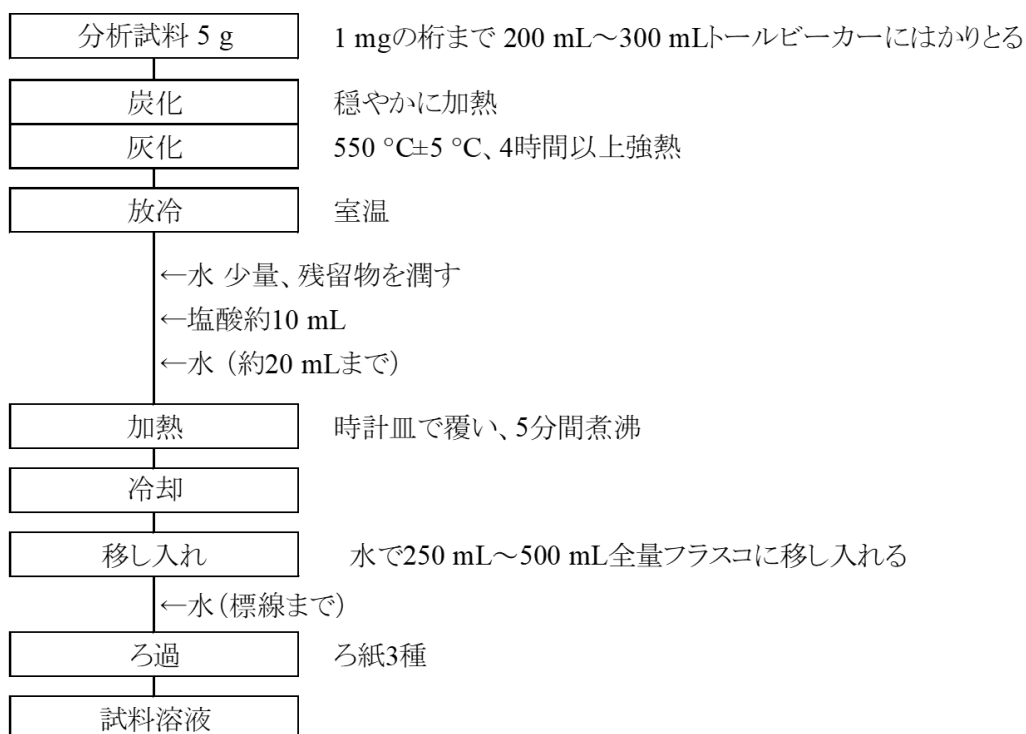 分析試料 5 g 1 mgの桁まで 200 mL～300 mLトールビーカーにはかりとる
炭化 穏やかに加熱
灰化 550 °C±5 °C、4時間以上強熱
放冷 室温
←水 少量、残留物を潤す
←塩酸約10 mL
←水（約20 mLまで）
加熱 時計皿で覆い、5分間煮沸
冷却
移し入れ 水で250 mL～500 mL全量フラスコに移し入れる
←水（標線まで）
ろ過 ろ紙3種
試料溶液